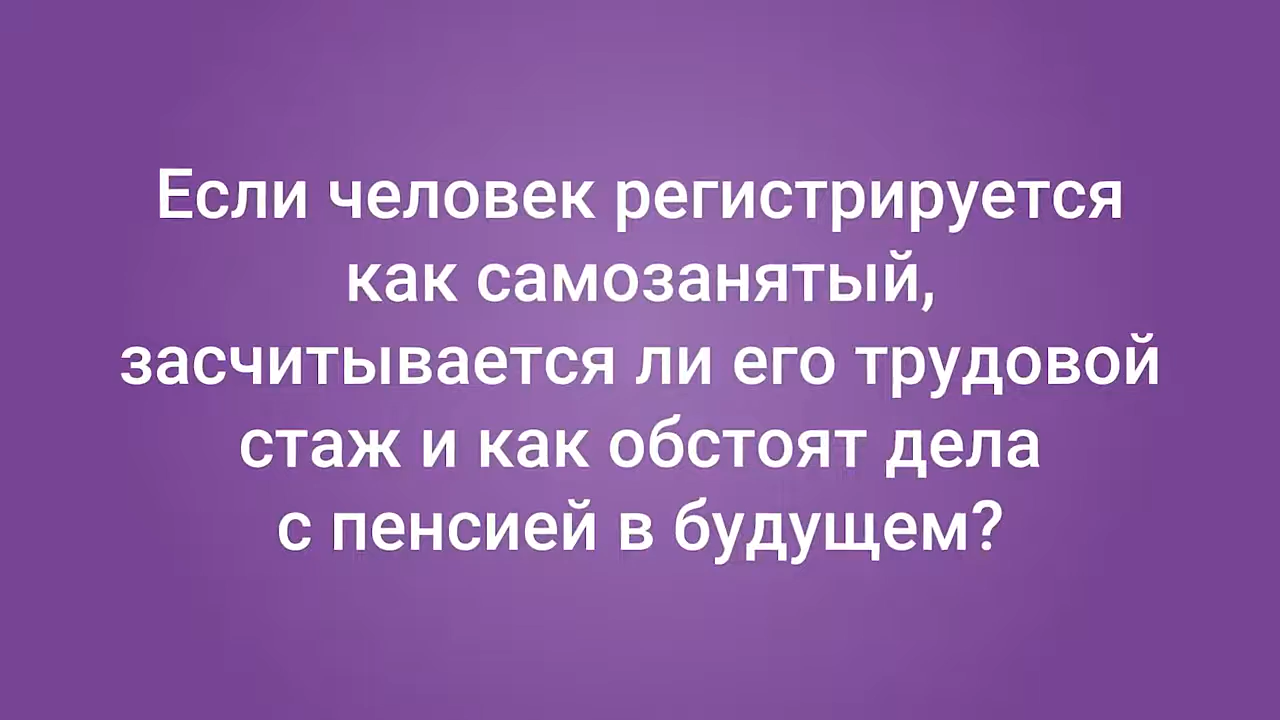 Если человек регистрируется
как самозанятый,
засчитывается ли его трудовой
стаж и как обстоят дела
с пенсией в будущем?